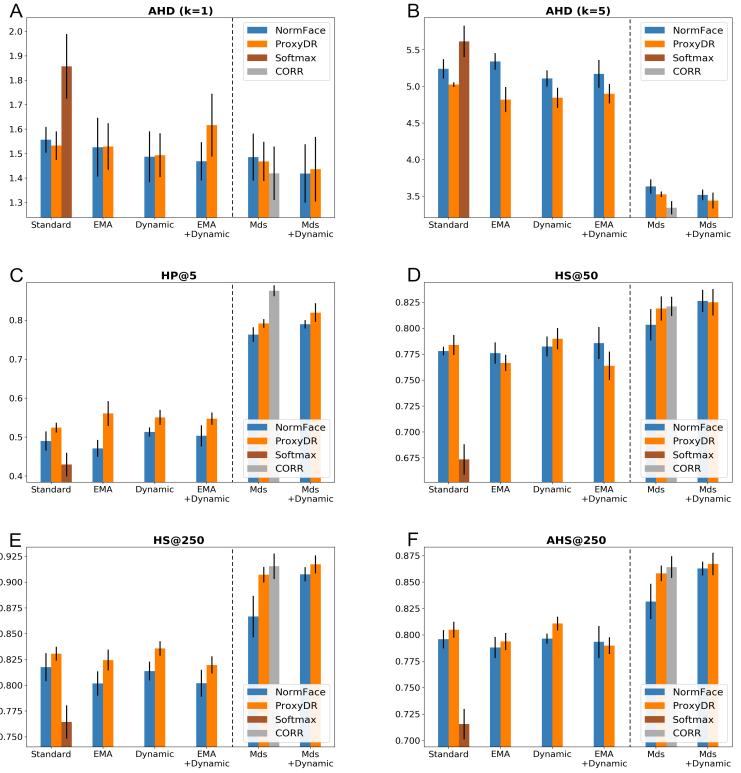 A
AHD (k=1)
2.0
1.9
1.8
1.7
1.6
1.5
1.4
1.3
NormFace
ProxyDR
Softmax
CORR
Standard EMA Dynamic EMA +Dynamic Mds Mds +Dynamic
B
AHD (k=5)
5.5
5.0
4.5
4.0
3.5
NormFace
ProxyDR
Softmax
CORR
Standard EMA Dynamic EMA +Dynamic Mds Mds +Dynamic
C
HP@5
0.8
0.7
0.6
0.5
0.4
NormFace
ProxyDR
Softmax
CORR
Standard EMA Dynamic EMA +Dynamic Mds Mds +Dynamic
D
HS@50
0.825
0.800
0.775
0.750
0.725
0.700
0.675
NormFace
ProxyDR
Softmax
CORR
Standard EMA Dynamic EMA +Dynamic Mds Mds +Dynamic
E
HS@250
0.925
0.900
0.875
0.850
0.825
0.800
0.775
0.750
NormFace
ProxyDR
Softmax
CORR
Standard EMA Dynamic EMA +Dynamic Mds Mds +Dynamic
F
AHS@250
0.875
0.850
0.825
0.800
0.775
0.750
0.725
0.700
NormFace
ProxyDR
Softmax
CORR
Standard EMA Dynamic EMA +Dynamic Mds Mds +Dynamic